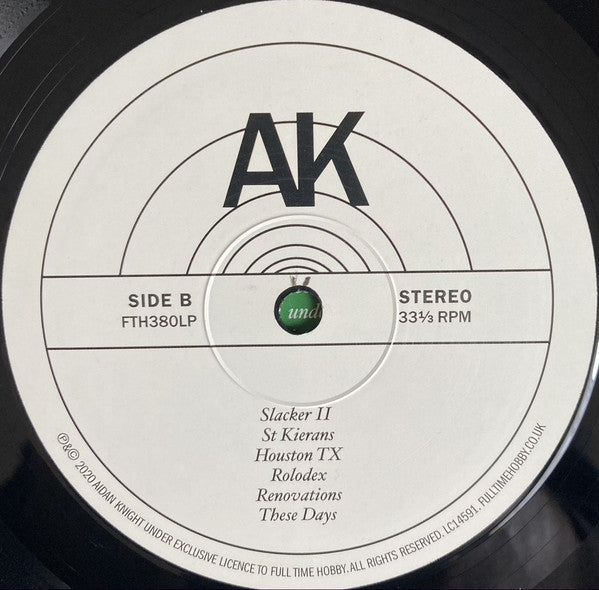 AK
SIDE B
FTH380LP
STEREO
33⅓ RPM
und
Slacker II
St Kierans
Houston TX
Rolodex
Renovations
These Days
℗&© 2020 AIDAN KNIGHT UNDER EXCLUSIVE LICENCE TO FULL TIME HOBBY. ALL RIGHTS RESERVED. LC14591. FULLTIMEHOBBY.CO.UK